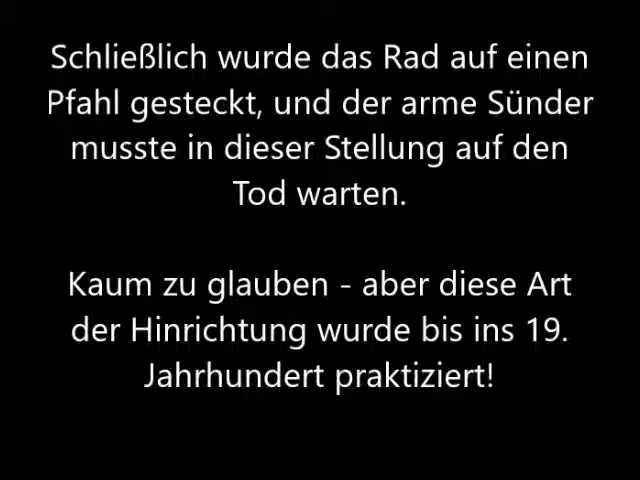 Schließlich wurde das Rad auf einen
Pfahl gesteckt, und der arme Sünder
musste in dieser Stellung auf den
Tod warten.
Kaum zu glauben - aber diese Art
der Hinrichtung wurde bis ins 19.
Jahrhundert praktiziert!